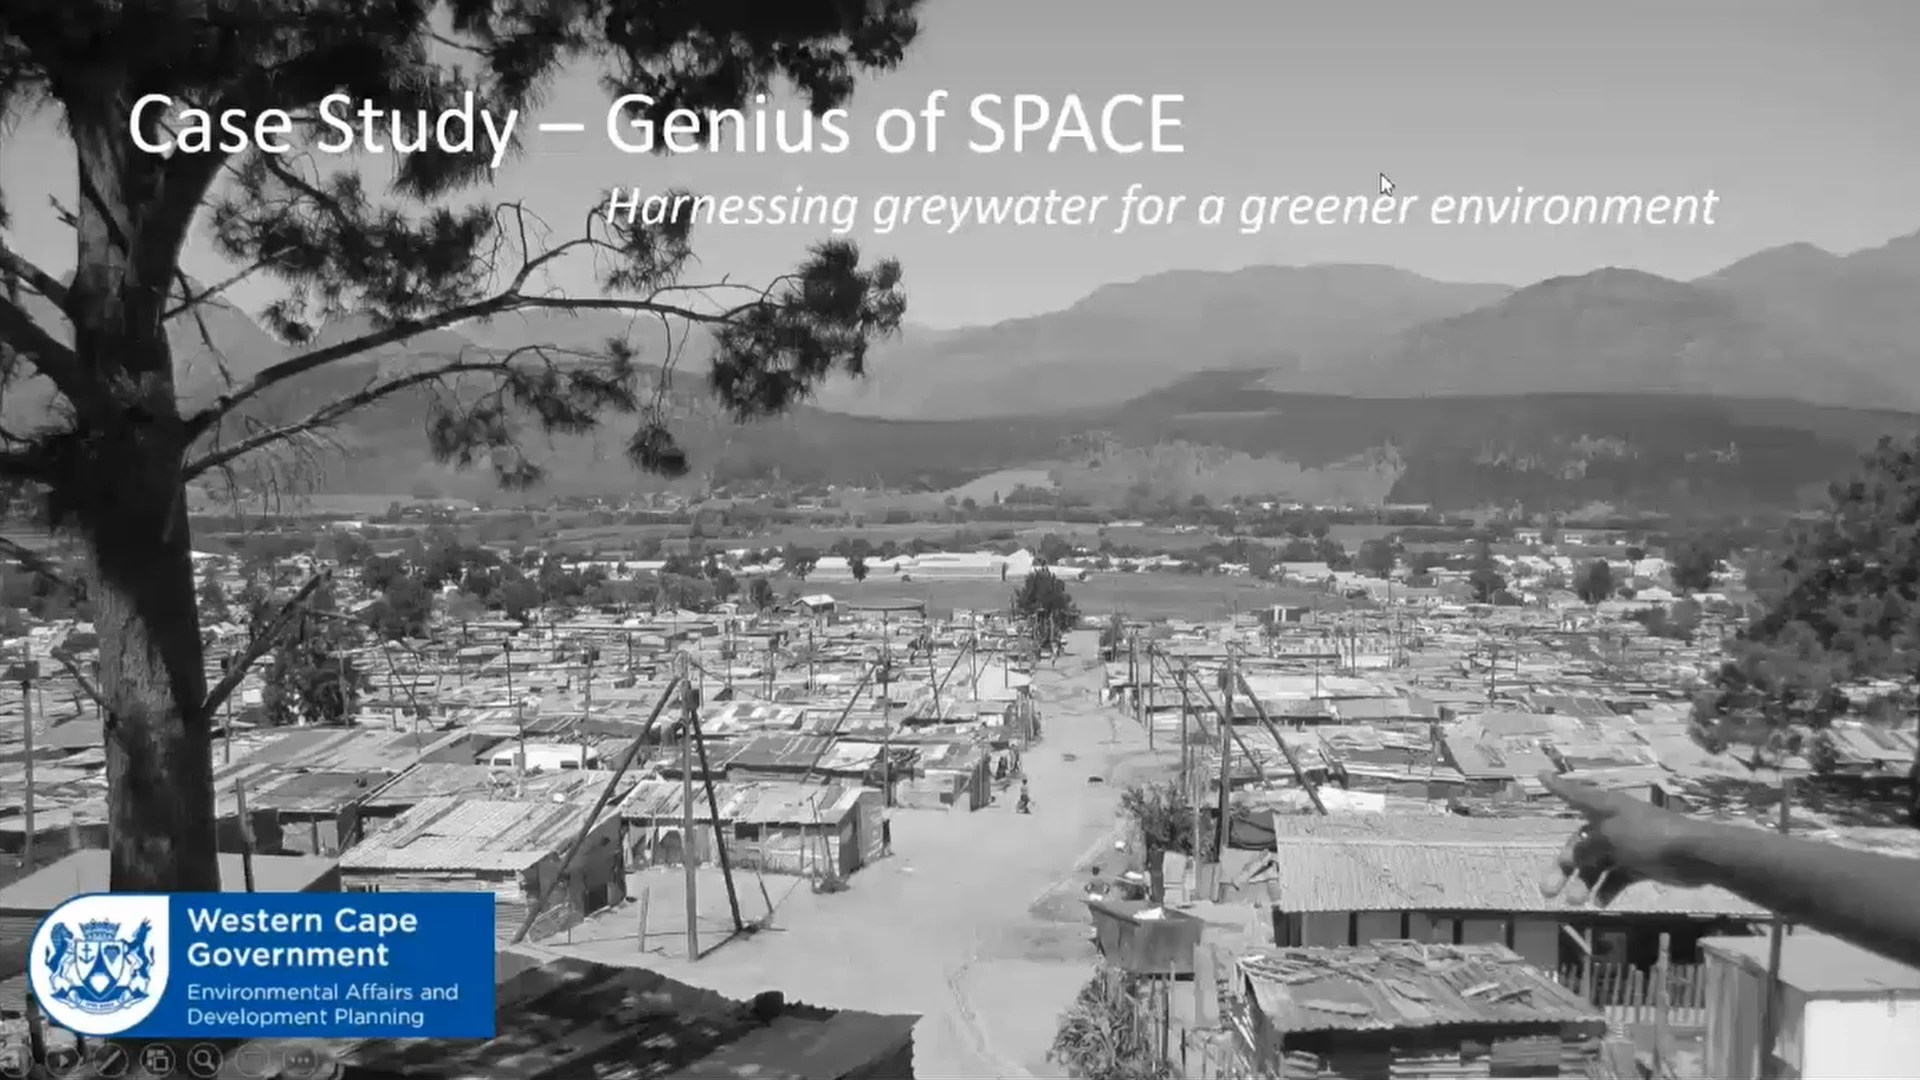 Case Study – Genius of SPACE
Harnessing greywater for a greener environment
Western Cape
Government
Environmental Affairs and
Development Planning